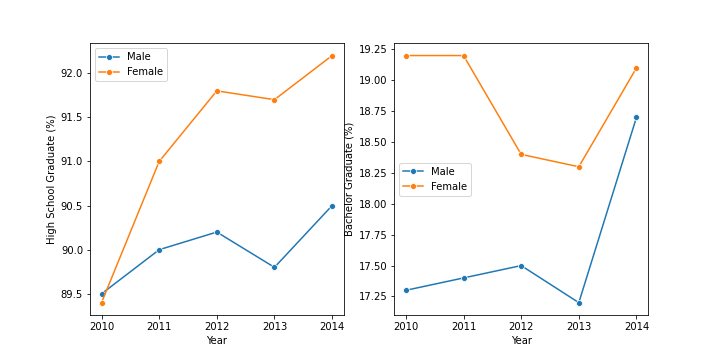 High School Graduate (%)
92.0
91.5
91.0
90.5
90.0
89.5
Male
Female
2010 2011 2012 2013 2014
Year
Bachelor Graduate (%)
19.25
19.00
18.75
18.50
18.25
18.00
17.75
17.50
17.25
Male
Female
2010 2011 2012 2013 2014
Year